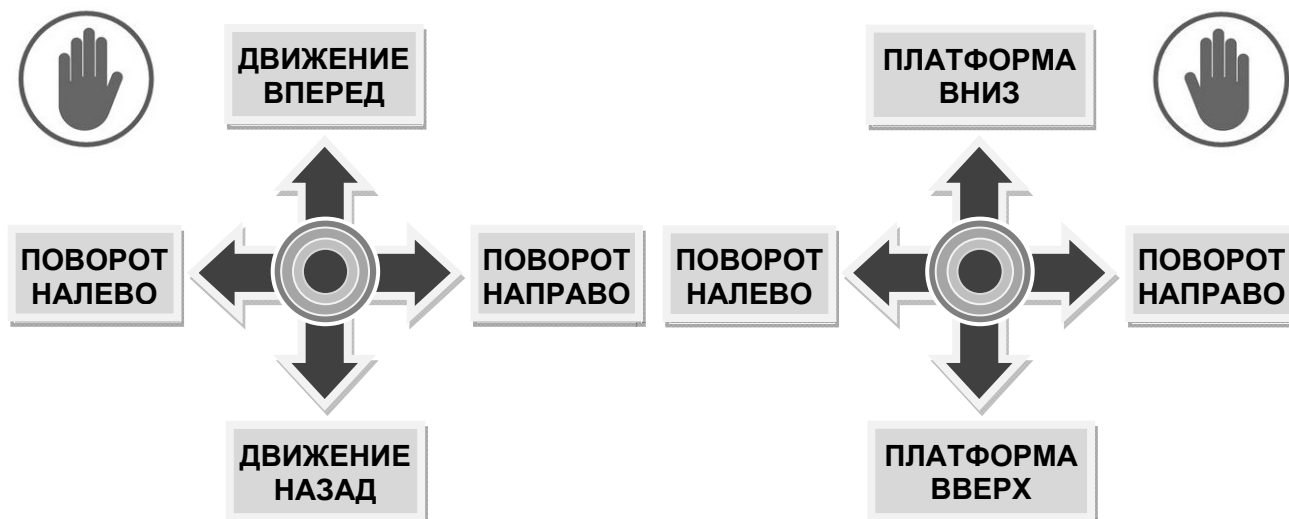 ДВИЖЕНИЕ
ВПЕРЕД
ПЛАТФОРМА
ВНИЗ
ПОВОРОТ
НАЛЕВО
ПОВОРОТ
НАПРАВО
ПОВОРОТ
НАЛЕВО
ПОВОРОТ
НАПРАВО
ДВИЖЕНИЕ
НАЗАД
ПЛАТФОРМА
ВВЕРХ